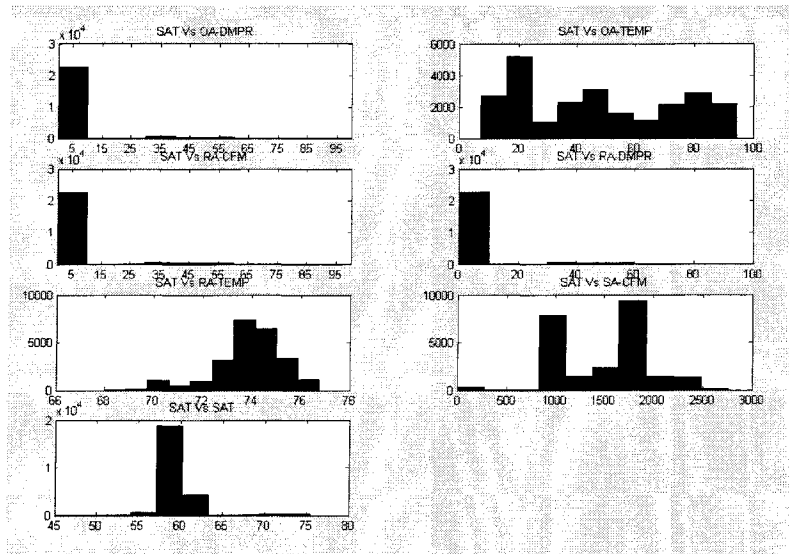 SAT Vs OA-DMPR
x 10^4
3
2
1
0
5 15 25 35 45 55 65 75 85 95
SAT Vs OA-TEMP
6000
4000
2000
0
0 20 40 60 80 100
SAT Vs RA-CFM
x 10^4
3
2
1
0
5 15 25 35 45 55 65 75 85 95
SAT Vs RA-DMPR
x 10^4
3
2
1
0
0 20 40 60 80 100
SAT Vs RA-TEMP
10000
5000
0
66 68 70 72 74 76 78
SAT Vs SA-CFM
10000
5000
0
0 500 1000 1500 2000 2500 3000
SAT Vs SAT
x 10^4
2
1
0
45 50 55 60 65 70 75 80